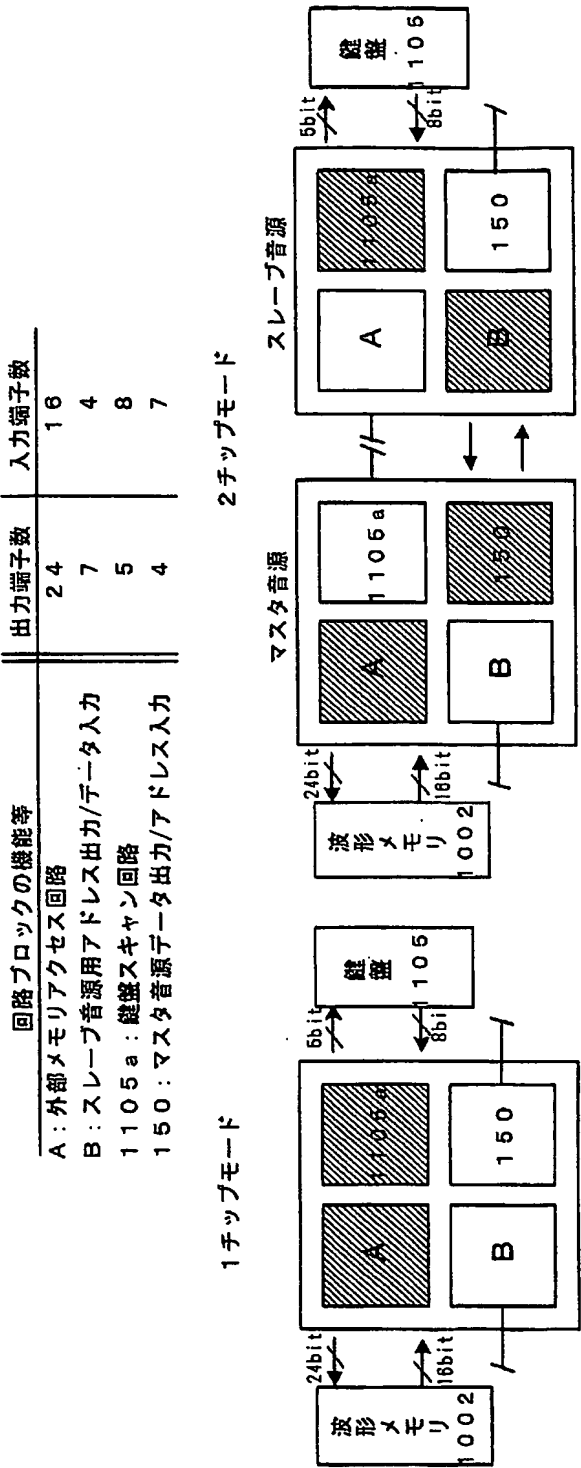 回路ブロックの機能等 出力端子数 入力端子数
A:外部メモリアクセス回路 24 16
B:スレーブ音源用アドレス出力/データ入力 7 4
1105a:鍵盤スキャン回路 5 8
150:マスタ音源データ出力/アドレス入力 4 7
1チップモード
24bit
16bit
波形メモリ
1002
A
1105a
B
150
6bit
8bi
鍵盤
1105
2チップモード
マスタ音源
24bit
16bit
波形メモリ
1002
A
1105a
B
150
スレーブ音源
A
1105a
B
150
5bit
8bit
鍵盤
1105